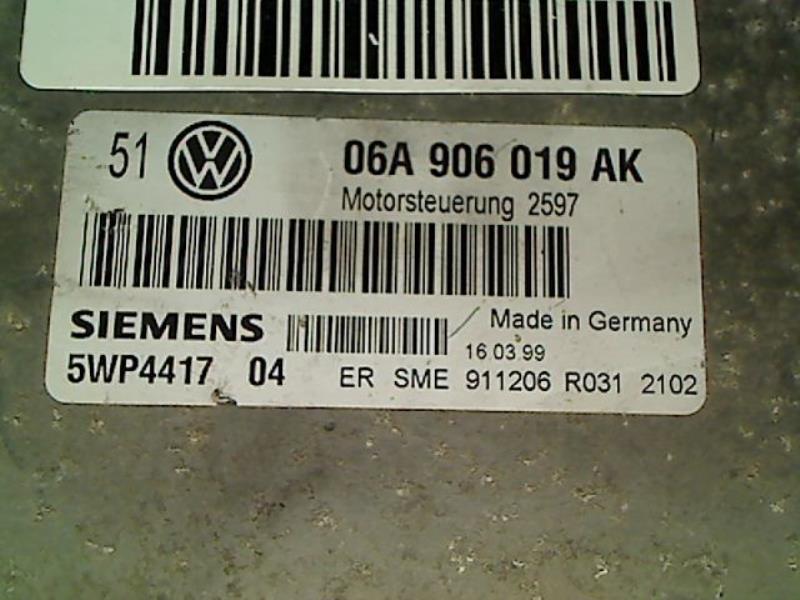 51 VW 06A 906 019 AK
Motorsteuerung 2597
SIEMENS Made in Germany
16.03.99
5WP4417 04 ER SME 911206 R031 2102